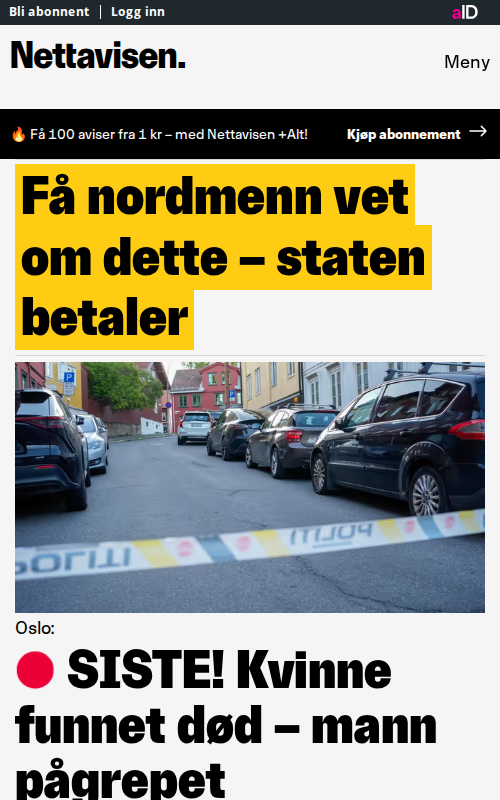 Bli abonnent | Logg inn
aID
Nettavisen.
Meny
🔥 Få 100 aviser fra 1 kr – med Nettavisen +Alt!
Kjøp abonnement →
Få nordmenn vet
om dette – staten
betaler
P
POLITI
POLITI
Oslo:
🔴 SISTE! Kvinne
funnet død – mann
pågrepet